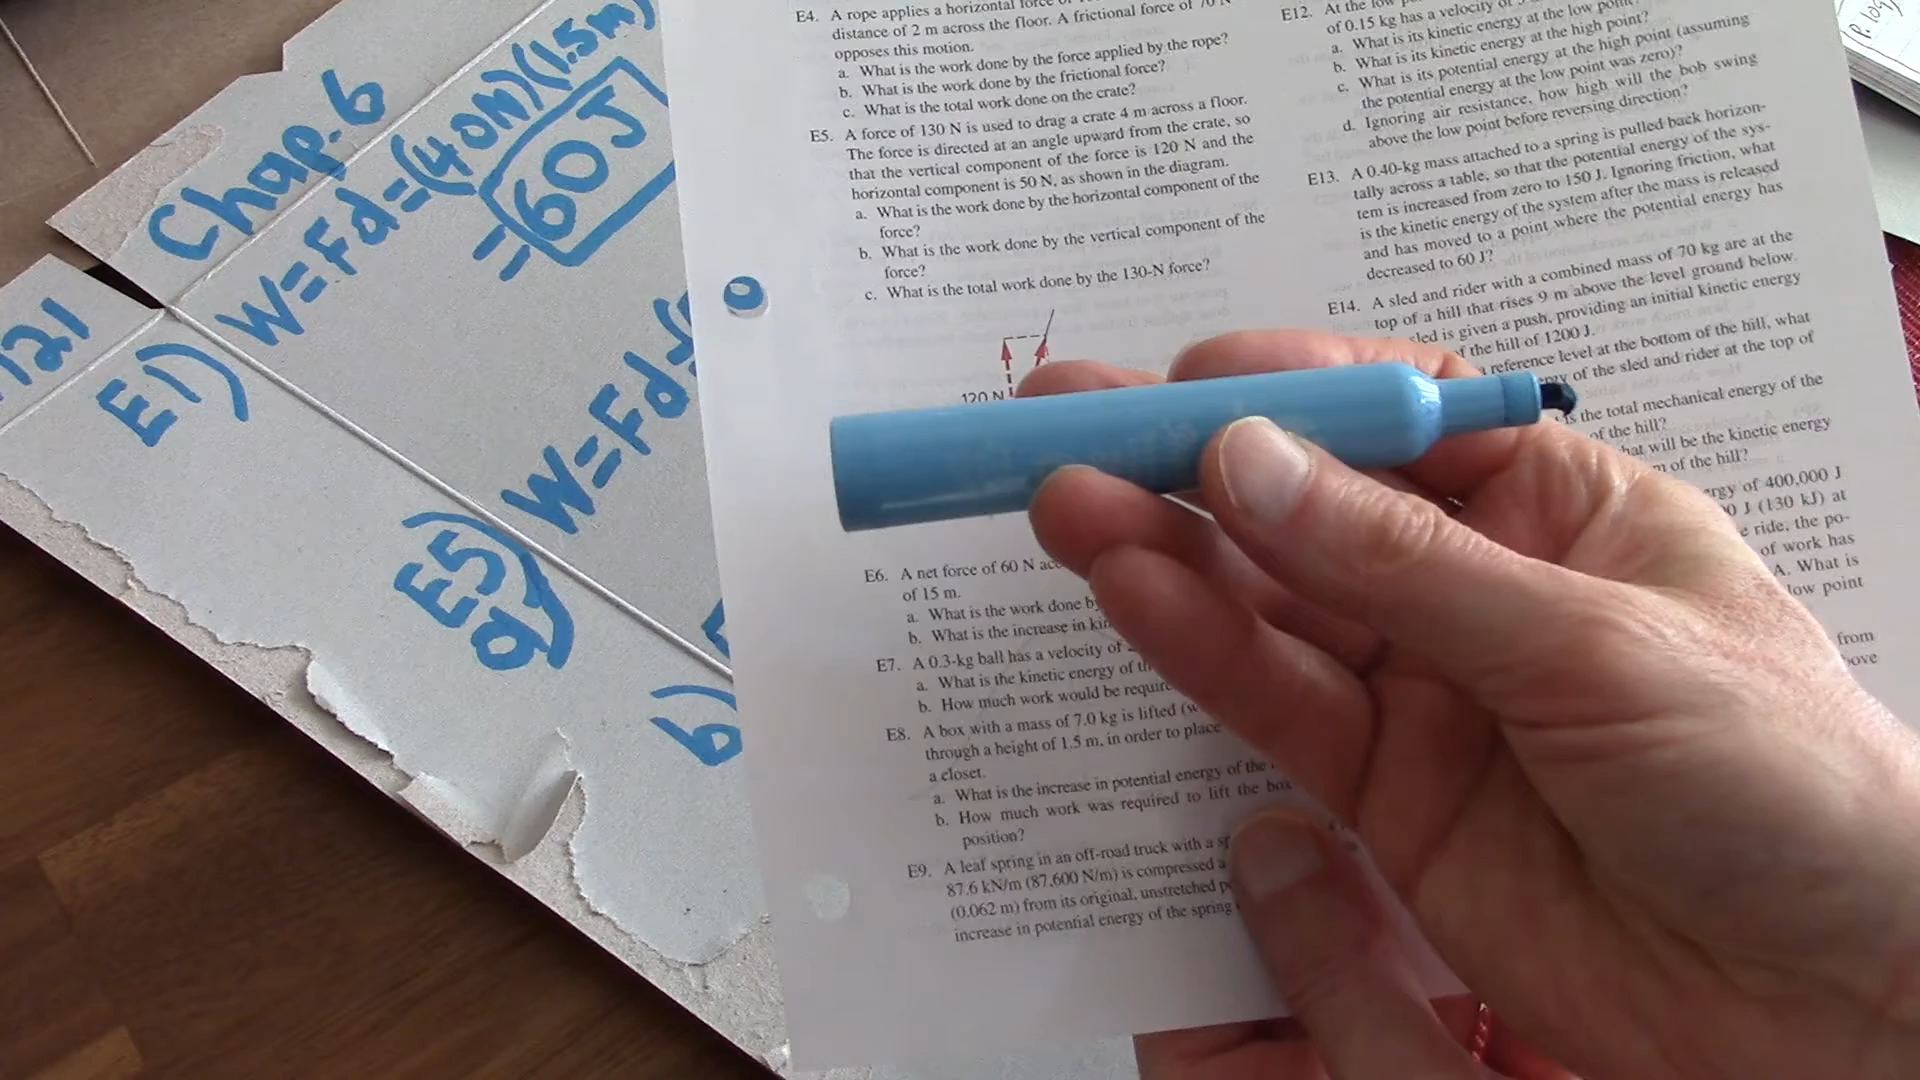 121
Chap. 6
E1)
W=Fd=(40N)(1.5m)
=60J
E5)
a)
W=Fd=(
b)
E4. A rope applies a horizontal force
distance of 2 m across the floor. A frictional force of 70 N
opposes this motion.
a. What is the work done by the force applied by the rope?
b. What is the work done by the frictional force?
c. What is the total work done on the crate?
E5. A force of 130 N is used to drag a crate 4 m across a floor.
The force is directed at an angle upward from the crate, so
that the vertical component of the force is 120 N and the
horizontal component is 50 N, as shown in the diagram.
a. What is the work done by the horizontal component of the
force?
b. What is the work done by the vertical component of the
force?
c. What is the total work done by the 130-N force?
120 N
E6. A net force of 60 N
of 15 m.
a. What is the work done
b. What is the increase in
E7. A 0.3-kg ball has a velocity of
a. What is the kinetic energy of
b. How much work would be
E8. A box with a mass of 7.0 kg is lifted
through a height of 1.5 m, in order to place
a closet.
a. What is the increase in potential energy of the
b. How much work was required to lift the box
position?
E9. A leaf spring in an off-road truck with a
87.6 kN/m (87,600 N/m) is compressed a
(0.062 m) from its original, unstretched
increase in potential energy of the spring
E12. At the low
of 0.15 kg has a velocity of
a. What is its kinetic energy at the low point?
b. What is its kinetic energy at the high point?
c. What is its potential energy at the high point (assuming
the potential energy at the low point was zero)?
d. Ignoring air resistance, how high will the bob swing
above the low point before reversing direction?
E13. A 0.40-kg mass attached to a spring is pulled back horizon-
tally across a table, so that the potential energy of the sys-
tem is increased from zero to 150 J. Ignoring friction, what
is the kinetic energy of the system after the mass is released
and has moved to a point where the potential energy has
decreased to 60 J?
E14. A sled and rider with a combined mass of 70 kg are at the
top of a hill that rises 9 m above the level ground below.
sled is given a push, providing an initial kinetic energy
of the hill of 1200 J.
reference level at the bottom of the hill, what
of the sled and rider at the top of
is the total mechanical energy of the
of the hill?
will be the kinetic energy
of the hill?
of 400,000 J
J (130 kJ) at
ride, the po-
of work has
A. What is
low point
from
P. 109